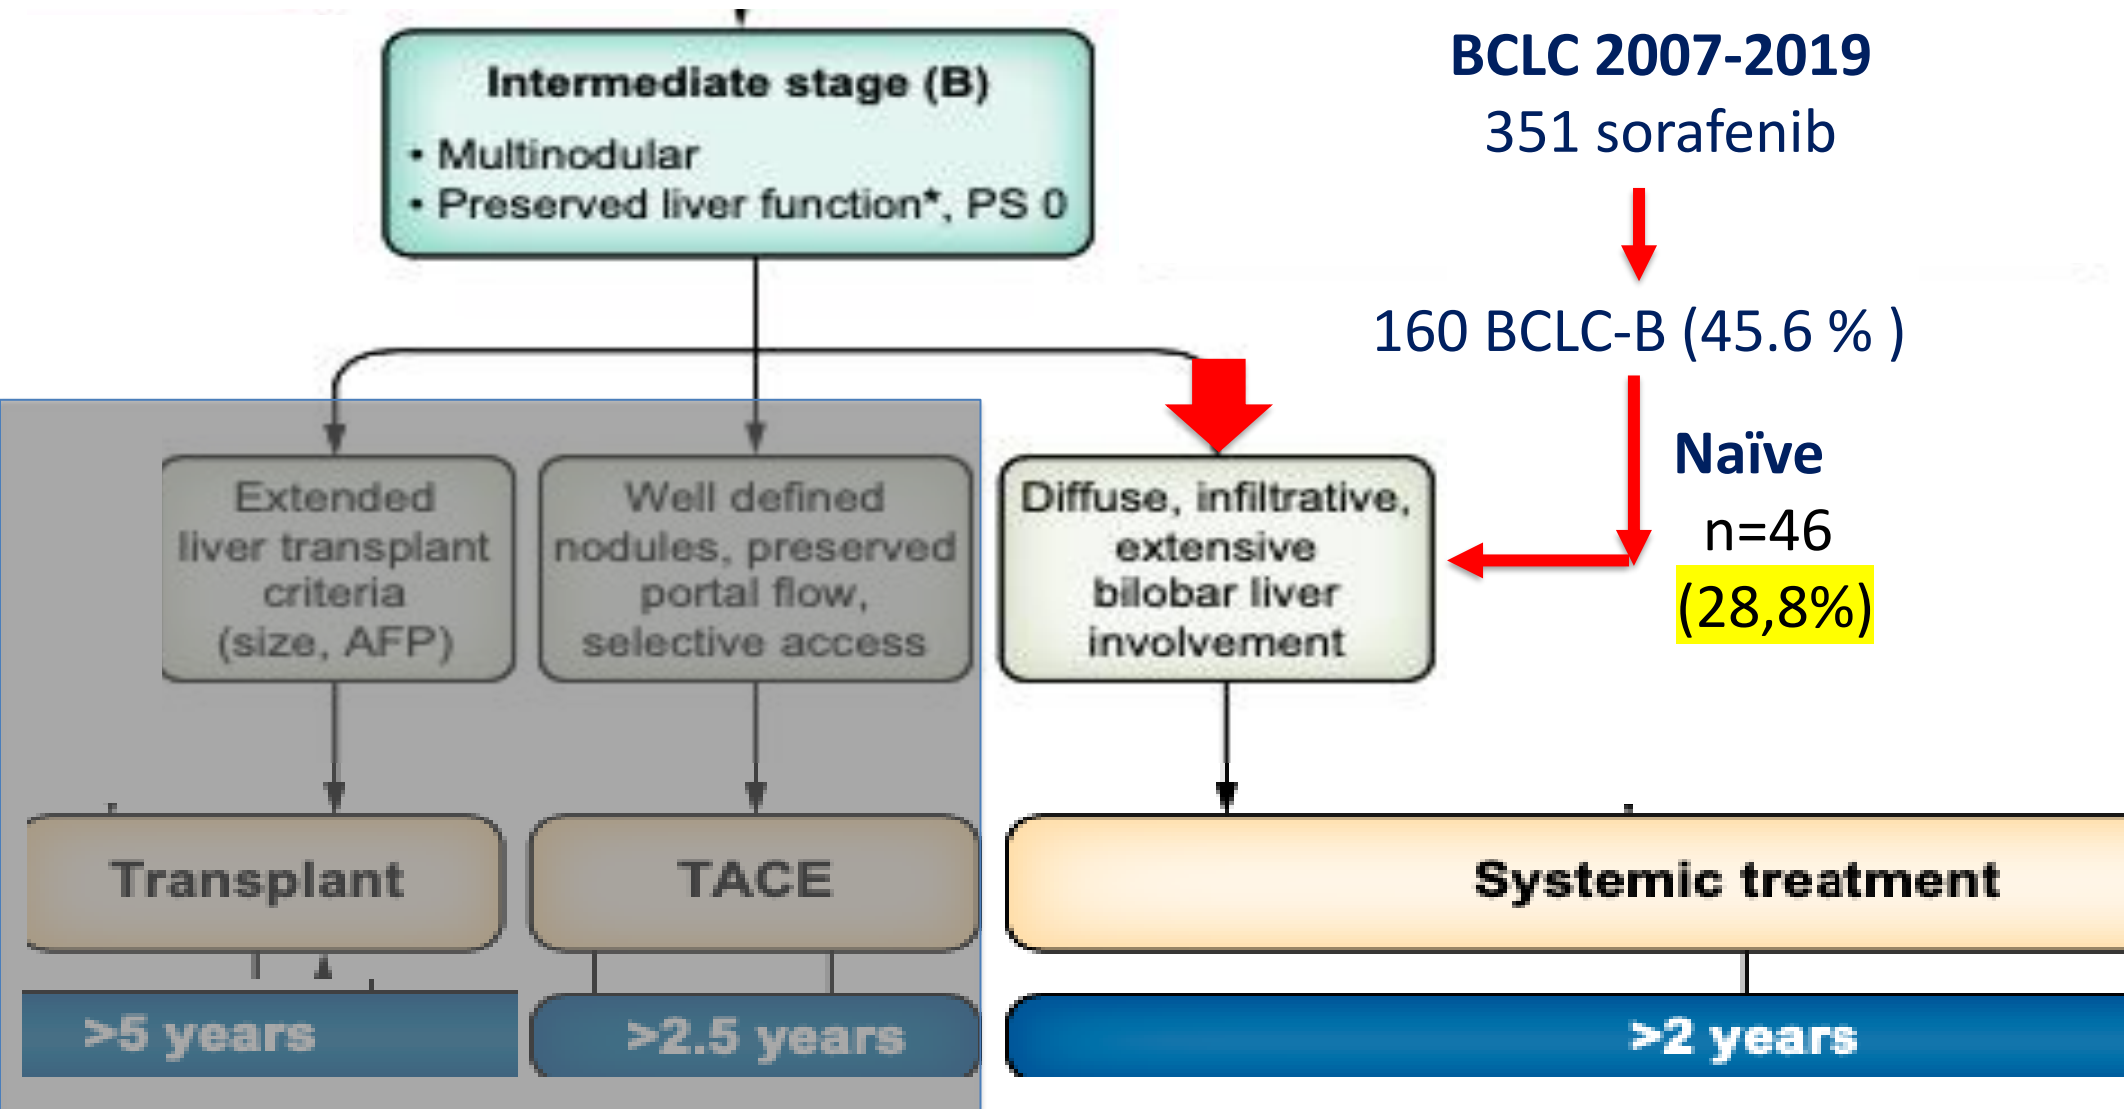 Intermediate stage (B)
• Multinodular
• Preserved liver function*, PS 0
BCLC 2007-2019
351 sorafenib
160 BCLC-B (45.6 % )
Naïve
n=46
(28,8%)
Extended
liver transplant
criteria
(size, AFP)
Well defined
nodules, preserved
portal flow,
selective access
Diffuse, infiltrative,
extensive
bilobar liver
involvement
Transplant
TACE
Systemic treatment
>5 years
>2.5 years
>2 years